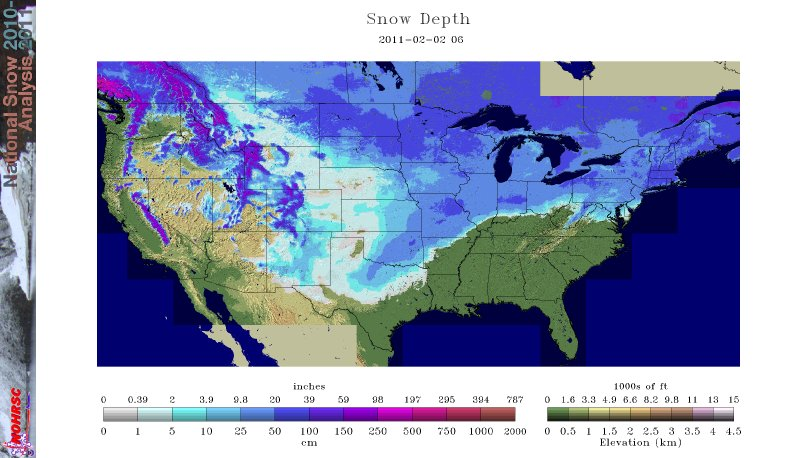 National Snow 2010-
Analysis 2011
Snow Depth
2011-02-02 06
inches
0 0.39 2 3.9 9.8 20 39 59 98 197 295 394 787
0 1 5 10 25 50 100 150 250 500 750 1000 2000
cm
1000s of ft
0 1.6 3.3 4.9 6.6 8.2 9.8 11 13 15
0 0.5 1 1.5 2 2.5 3 3.5 4 4.5
Elevation (km)
NOHRSC